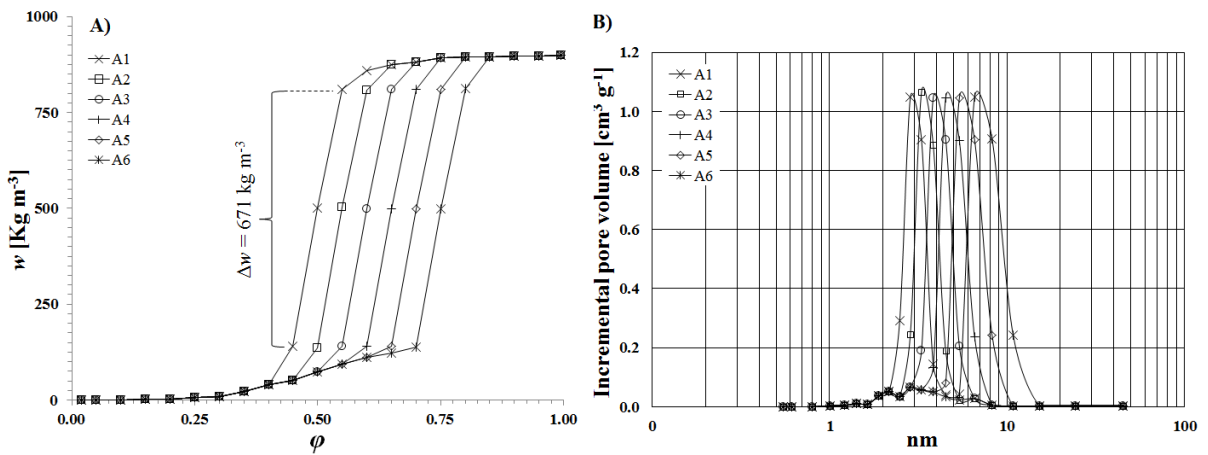 A)
1000
750
500
250
0
w [Kg m-3]
A1
A2
A3
A4
A5
A6
Δw = 671 kg m-3
0.00
0.25
0.50
0.75
1.00
φ
B)
1.2
1.0
0.8
0.6
0.4
0.2
0.0
Incremental pore volume [cm3 g-1]
A1
A2
A3
A4
A5
A6
0
1
10
100
nm